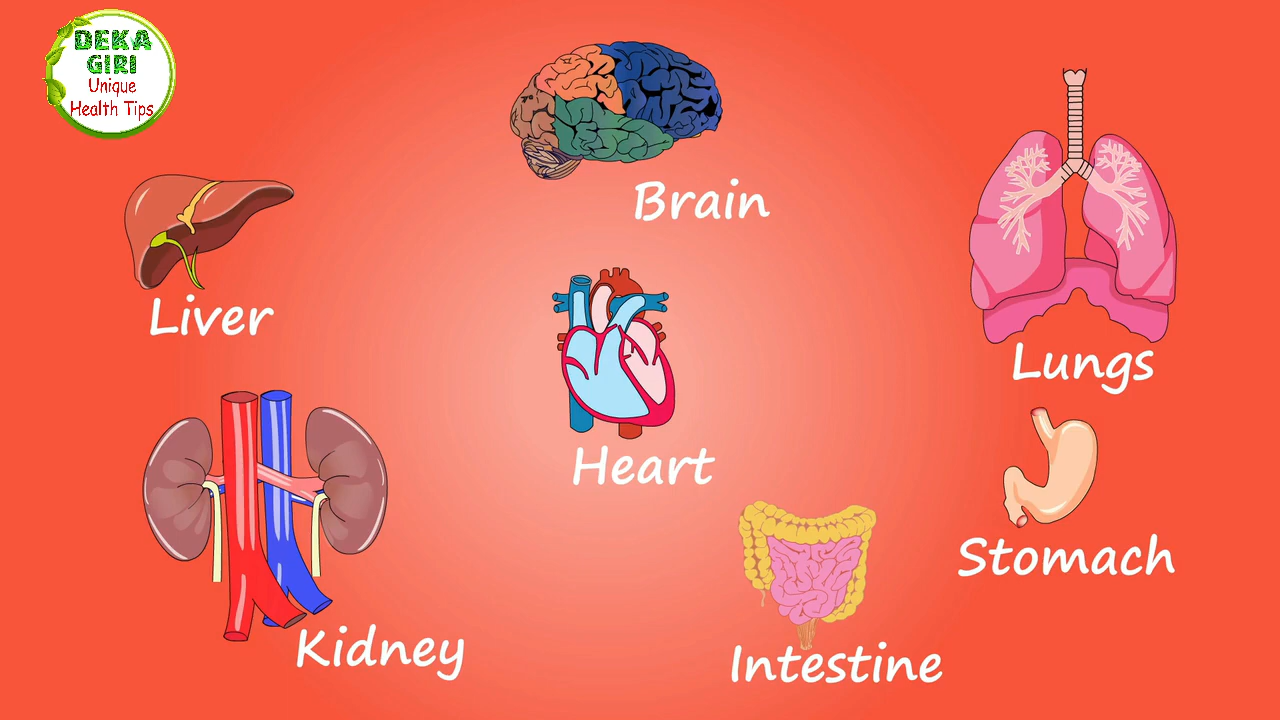 DEKA
GIRI
Unique
Health Tips
Brain
Liver
Lungs
Heart
Stomach
Kidney
Intestine